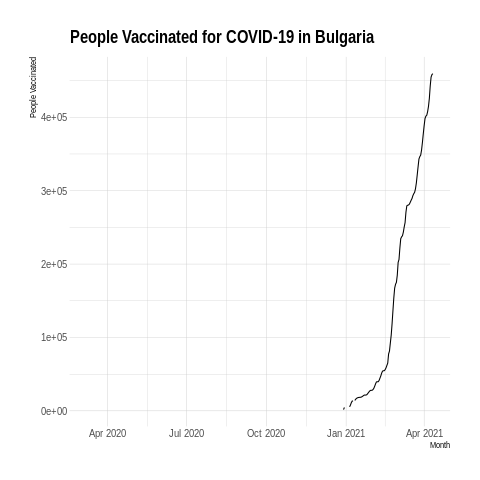 People Vaccinated for COVID-19 in Bulgaria
People Vaccinated
4e+05
3e+05
2e+05
1e+05
0e+00
Apr 2020 Jul 2020 Oct 2020 Jan 2021 Apr 2021
Month